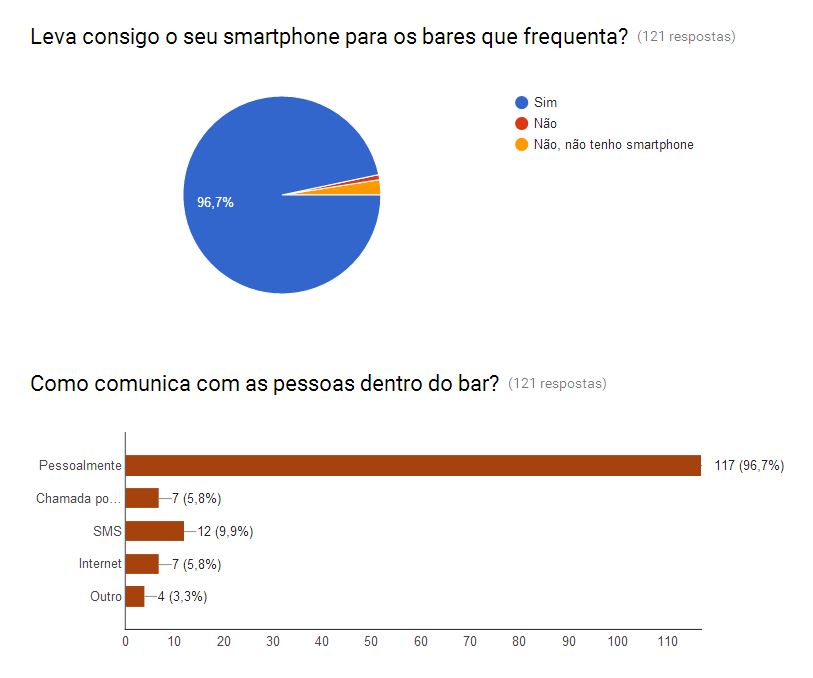 Leva consigo o seu smartphone para os bares que frequenta? (121 respostas)
Sim
Não
Não, não tenho smartphone
96,7%
Como comunica com as pessoas dentro do bar? (121 respostas)
Pessoalmente 117 (96,7%)
Chamada po... 7 (5,8%)
SMS 12 (9,9%)
Internet 7 (5,8%)
Outro 4 (3,3%)
0 10 20 30 40 50 60 70 80 90 100 110